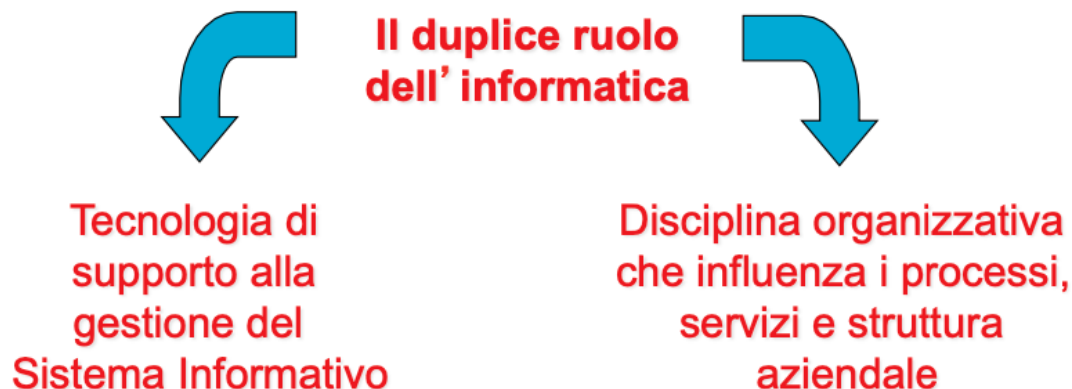 Il duplice ruolo
dell’ informatica
Tecnologia di
supporto alla
gestione del
Sistema Informativo
Disciplina organizzativa
che influenza i processi,
servizi e struttura
aziendale